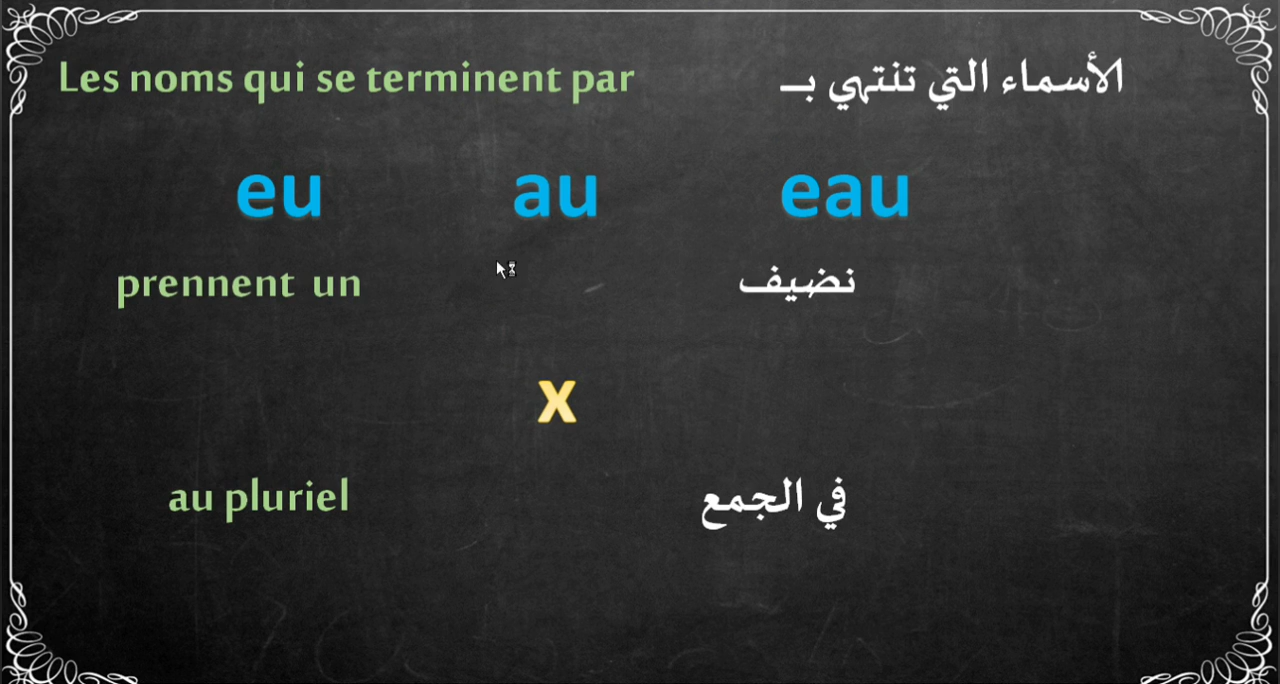 Les noms qui se terminent par الأسماء التي تنتهي بـ
eu au eau
prennent un نضيف
x
au pluriel في الجمع